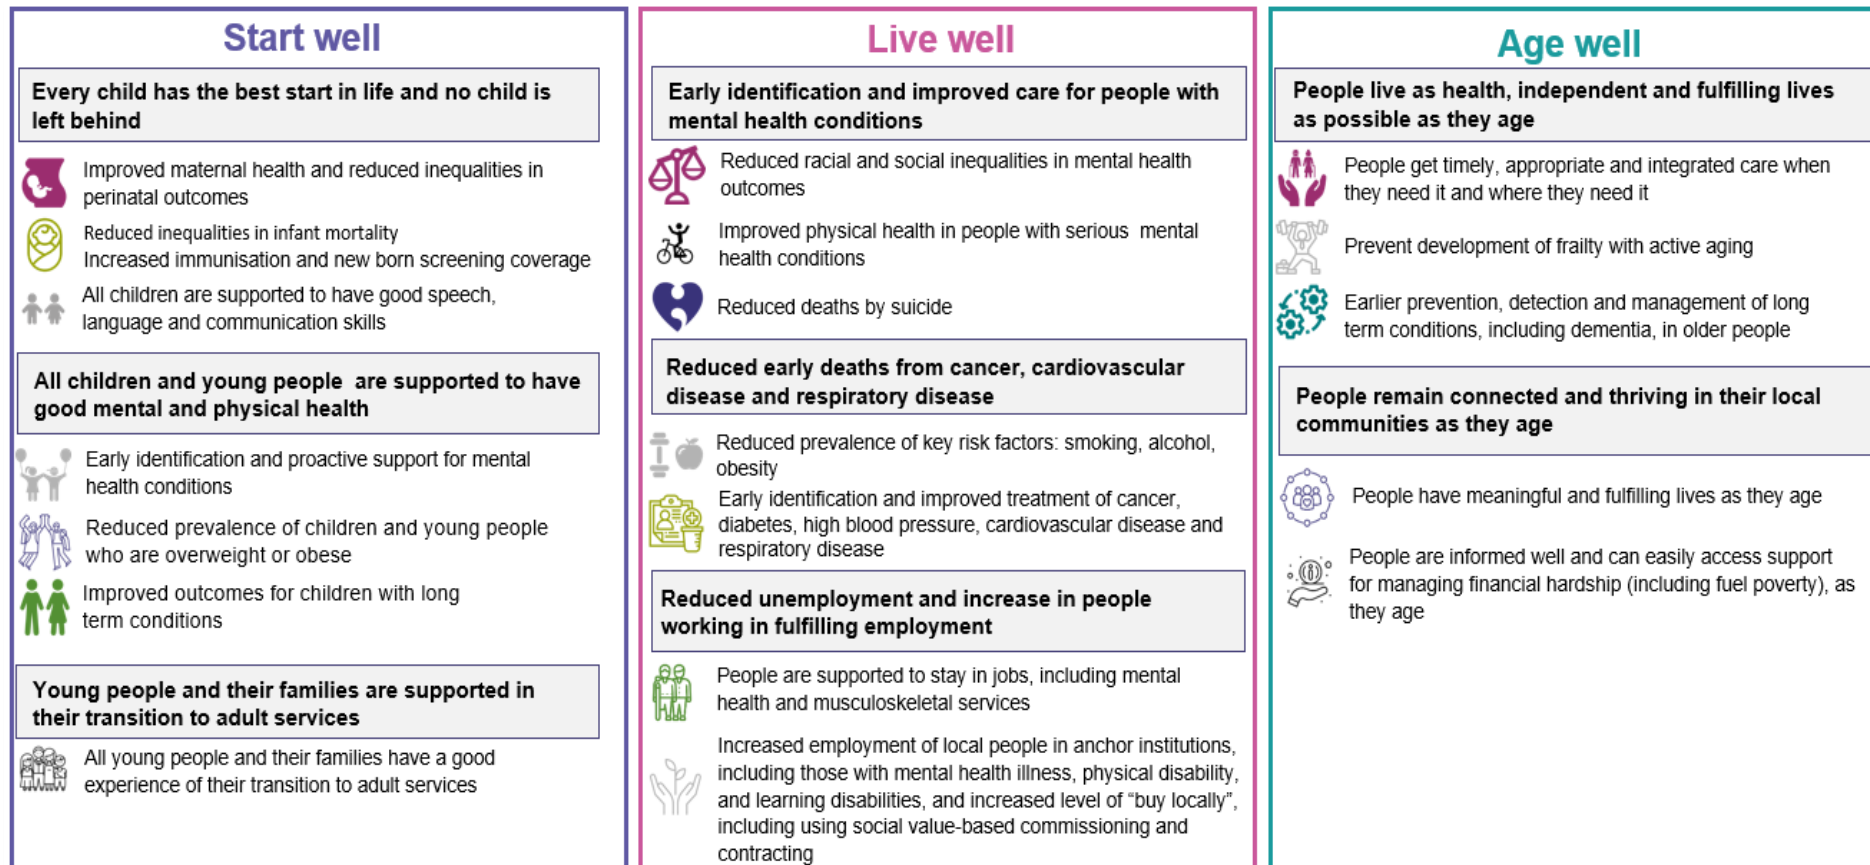 Start well
Every child has the best start in life and no child is
left behind
Improved maternal health and reduced inequalities in
perinatal outcomes
Reduced inequalities in infant mortality
Increased immunisation and new born screening coverage
All children are supported to have good speech,
language and communication skills
All children and young people are supported to have
good mental and physical health
Early identification and proactive support for mental
health conditions
Reduced prevalence of children and young people
who are overweight or obese
Improved outcomes for children with long
term conditions
Young people and their families are supported in
their transition to adult services
All young people and their families have a good
experience of their transition to adult services
Live well
Early identification and improved care for people with
mental health conditions
Reduced racial and social inequalities in mental health
outcomes
Improved physical health in people with serious mental
health conditions
Reduced deaths by suicide
Reduced early deaths from cancer, cardiovascular
disease and respiratory disease
Reduced prevalence of key risk factors: smoking, alcohol,
obesity
Early identification and improved treatment of cancer,
diabetes, high blood pressure, cardiovascular disease and
respiratory disease
Reduced unemployment and increase in people
working in fulfilling employment
People are supported to stay in jobs, including mental
health and musculoskeletal services
Increased employment of local people in anchor institutions,
including those with mental health illness, physical disability,
and learning disabilities, and increased level of “buy locally”,
including using social value-based commissioning and
contracting
Age well
People live as health, independent and fulfilling lives
as possible as they age
People get timely, appropriate and integrated care when
they need it and where they need it
Prevent development of frailty with active aging
Earlier prevention, detection and management of long
term conditions, including dementia, in older people
People remain connected and thriving in their local
communities as they age
People have meaningful and fulfilling lives as they age
People are informed well and can easily access support
for managing financial hardship (including fuel poverty), as
they age